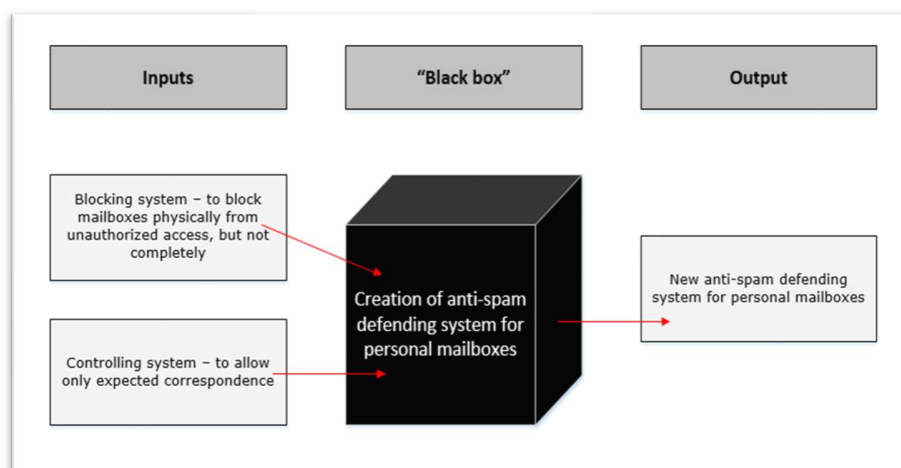 Inputs
“Black box”
Output
Blocking system – to block
mailboxes physically from
unauthorized access, but not
completely
Controlling system – to allow
only expected correspondence
Creation of anti-spam
defending system for
personal mailboxes
New anti-spam defending
system for personal mailboxes